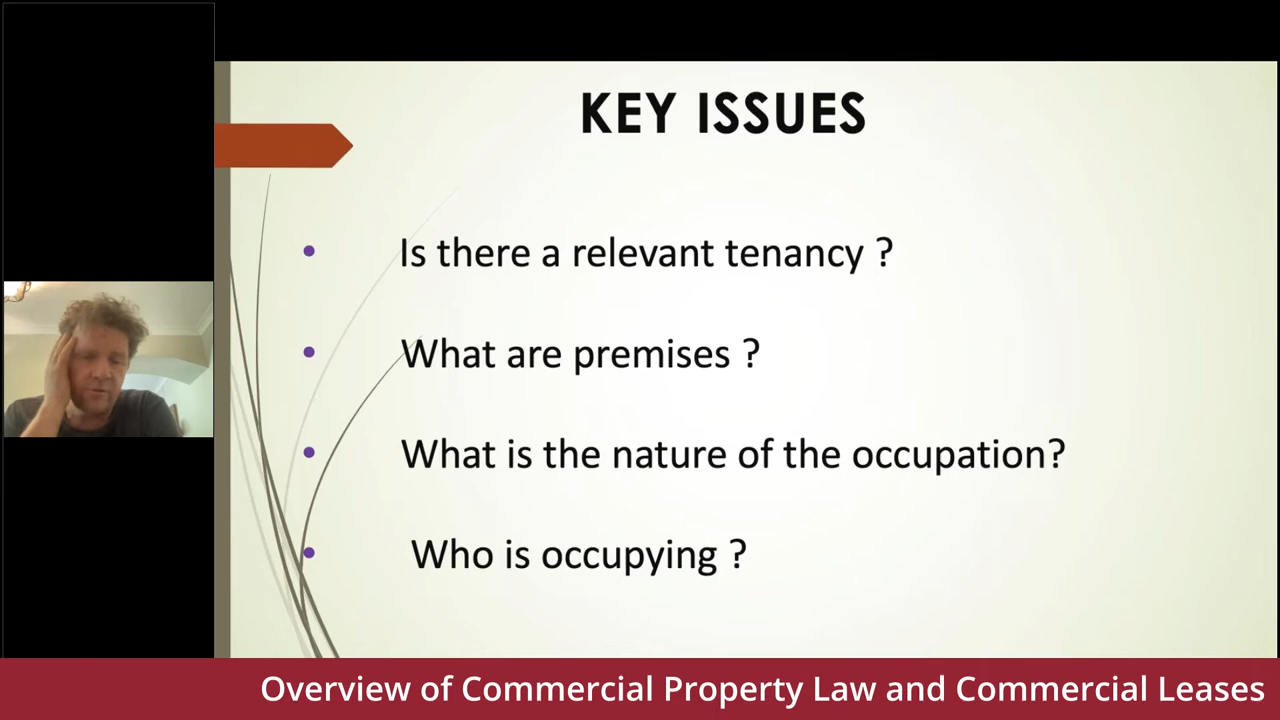 KEY ISSUES
• Is there a relevant tenancy ?
• What are premises ?
• What is the nature of the occupation?
• Who is occupying ?
Overview of Commercial Property Law and Commercial Leases